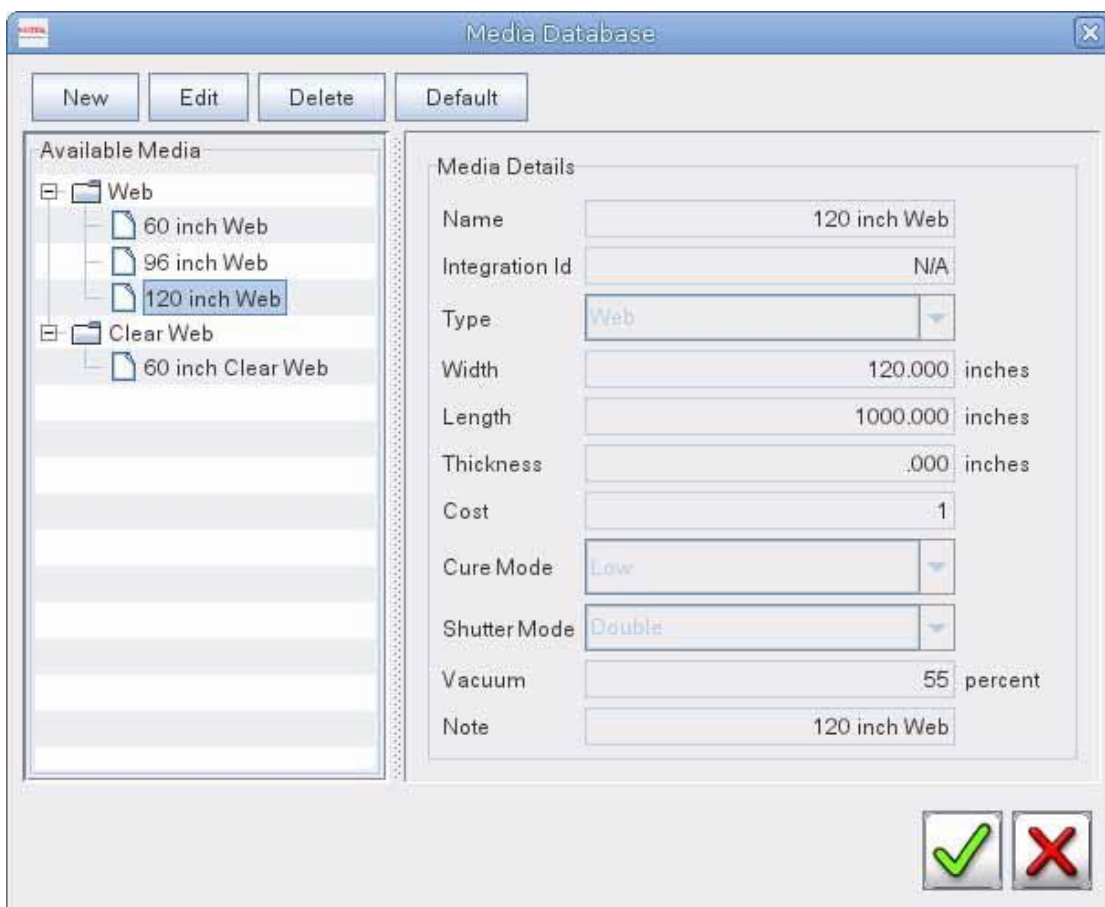 Media Database
New Edit Delete Default
Available Media
Web
60 inch Web
96 inch Web
120 inch Web
Clear Web
60 inch Clear Web
Media Details
Name 120 inch Web
Integration Id N/A
Type Web
Width 120.000 inches
Length 1000.000 inches
Thickness .000 inches
Cost 1
Cure Mode Low
Shutter Mode Double
Vacuum 55 percent
Note 120 inch Web